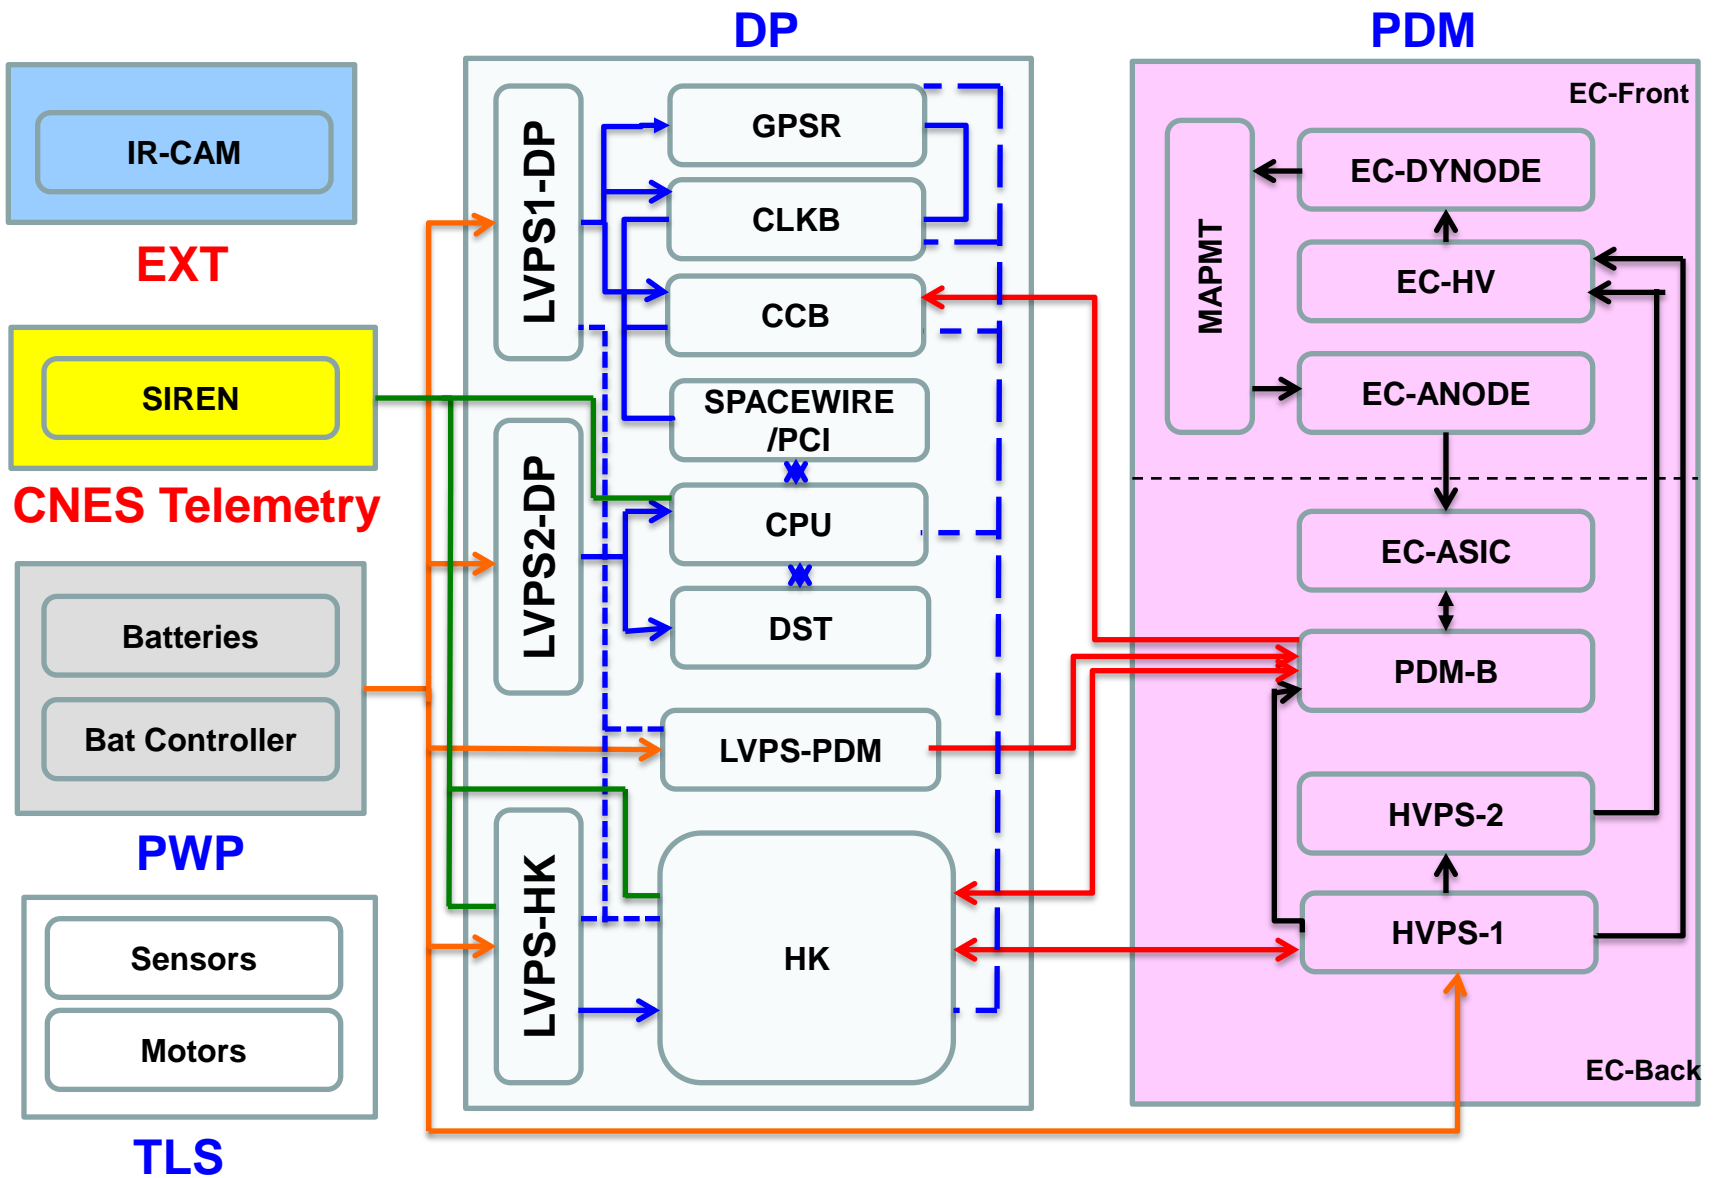 DP
PDM
IR-CAM
EXT
SIREN
CNES Telemetry
Batteries
Bat Controller
PWP
Sensors
Motors
TLS
LVPS1-DP
LVPS2-DP
LVPS-HK
GPSR
CLKB
CCB
SPACEWIRE
/PCI
CPU
DST
LVPS-PDM
HK
EC-Front
MAPMT
EC-DYNODE
EC-HV
EC-ANODE
EC-ASIC
PDM-B
HVPS-2
HVPS-1
EC-Back